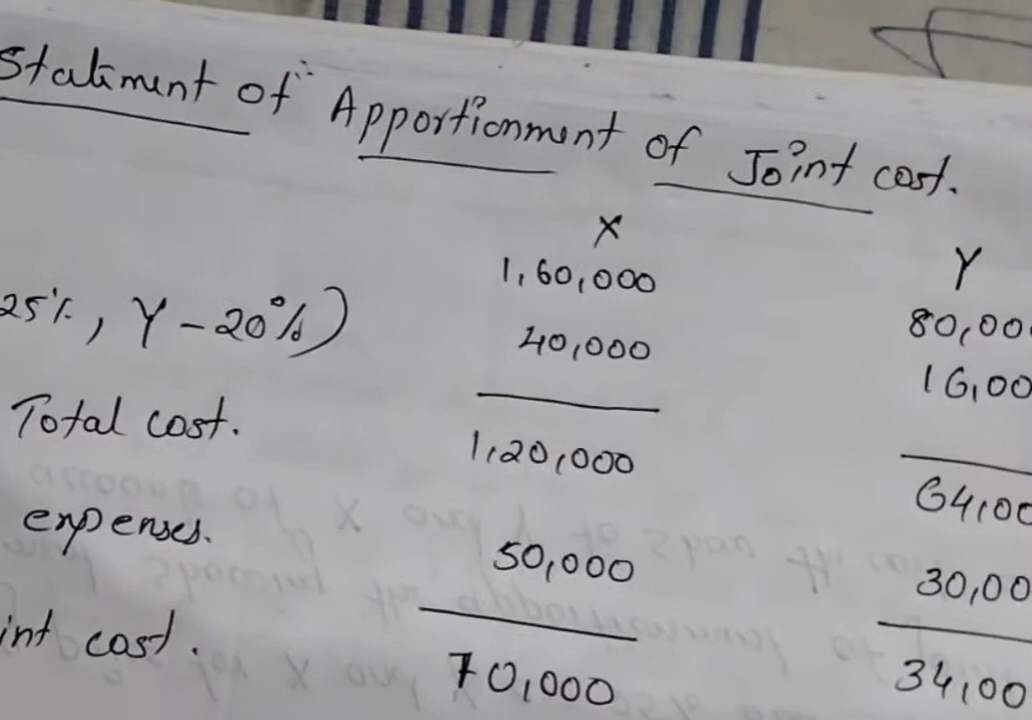 Statement of Apportionment of Joint cost.
X Y
1,60,000 80,00
25%, Y-20%) 40,000 16,00
Total cost. 1,20,000 64,00
expenses. 50,000 30,00
int cost. 70,000 34,00